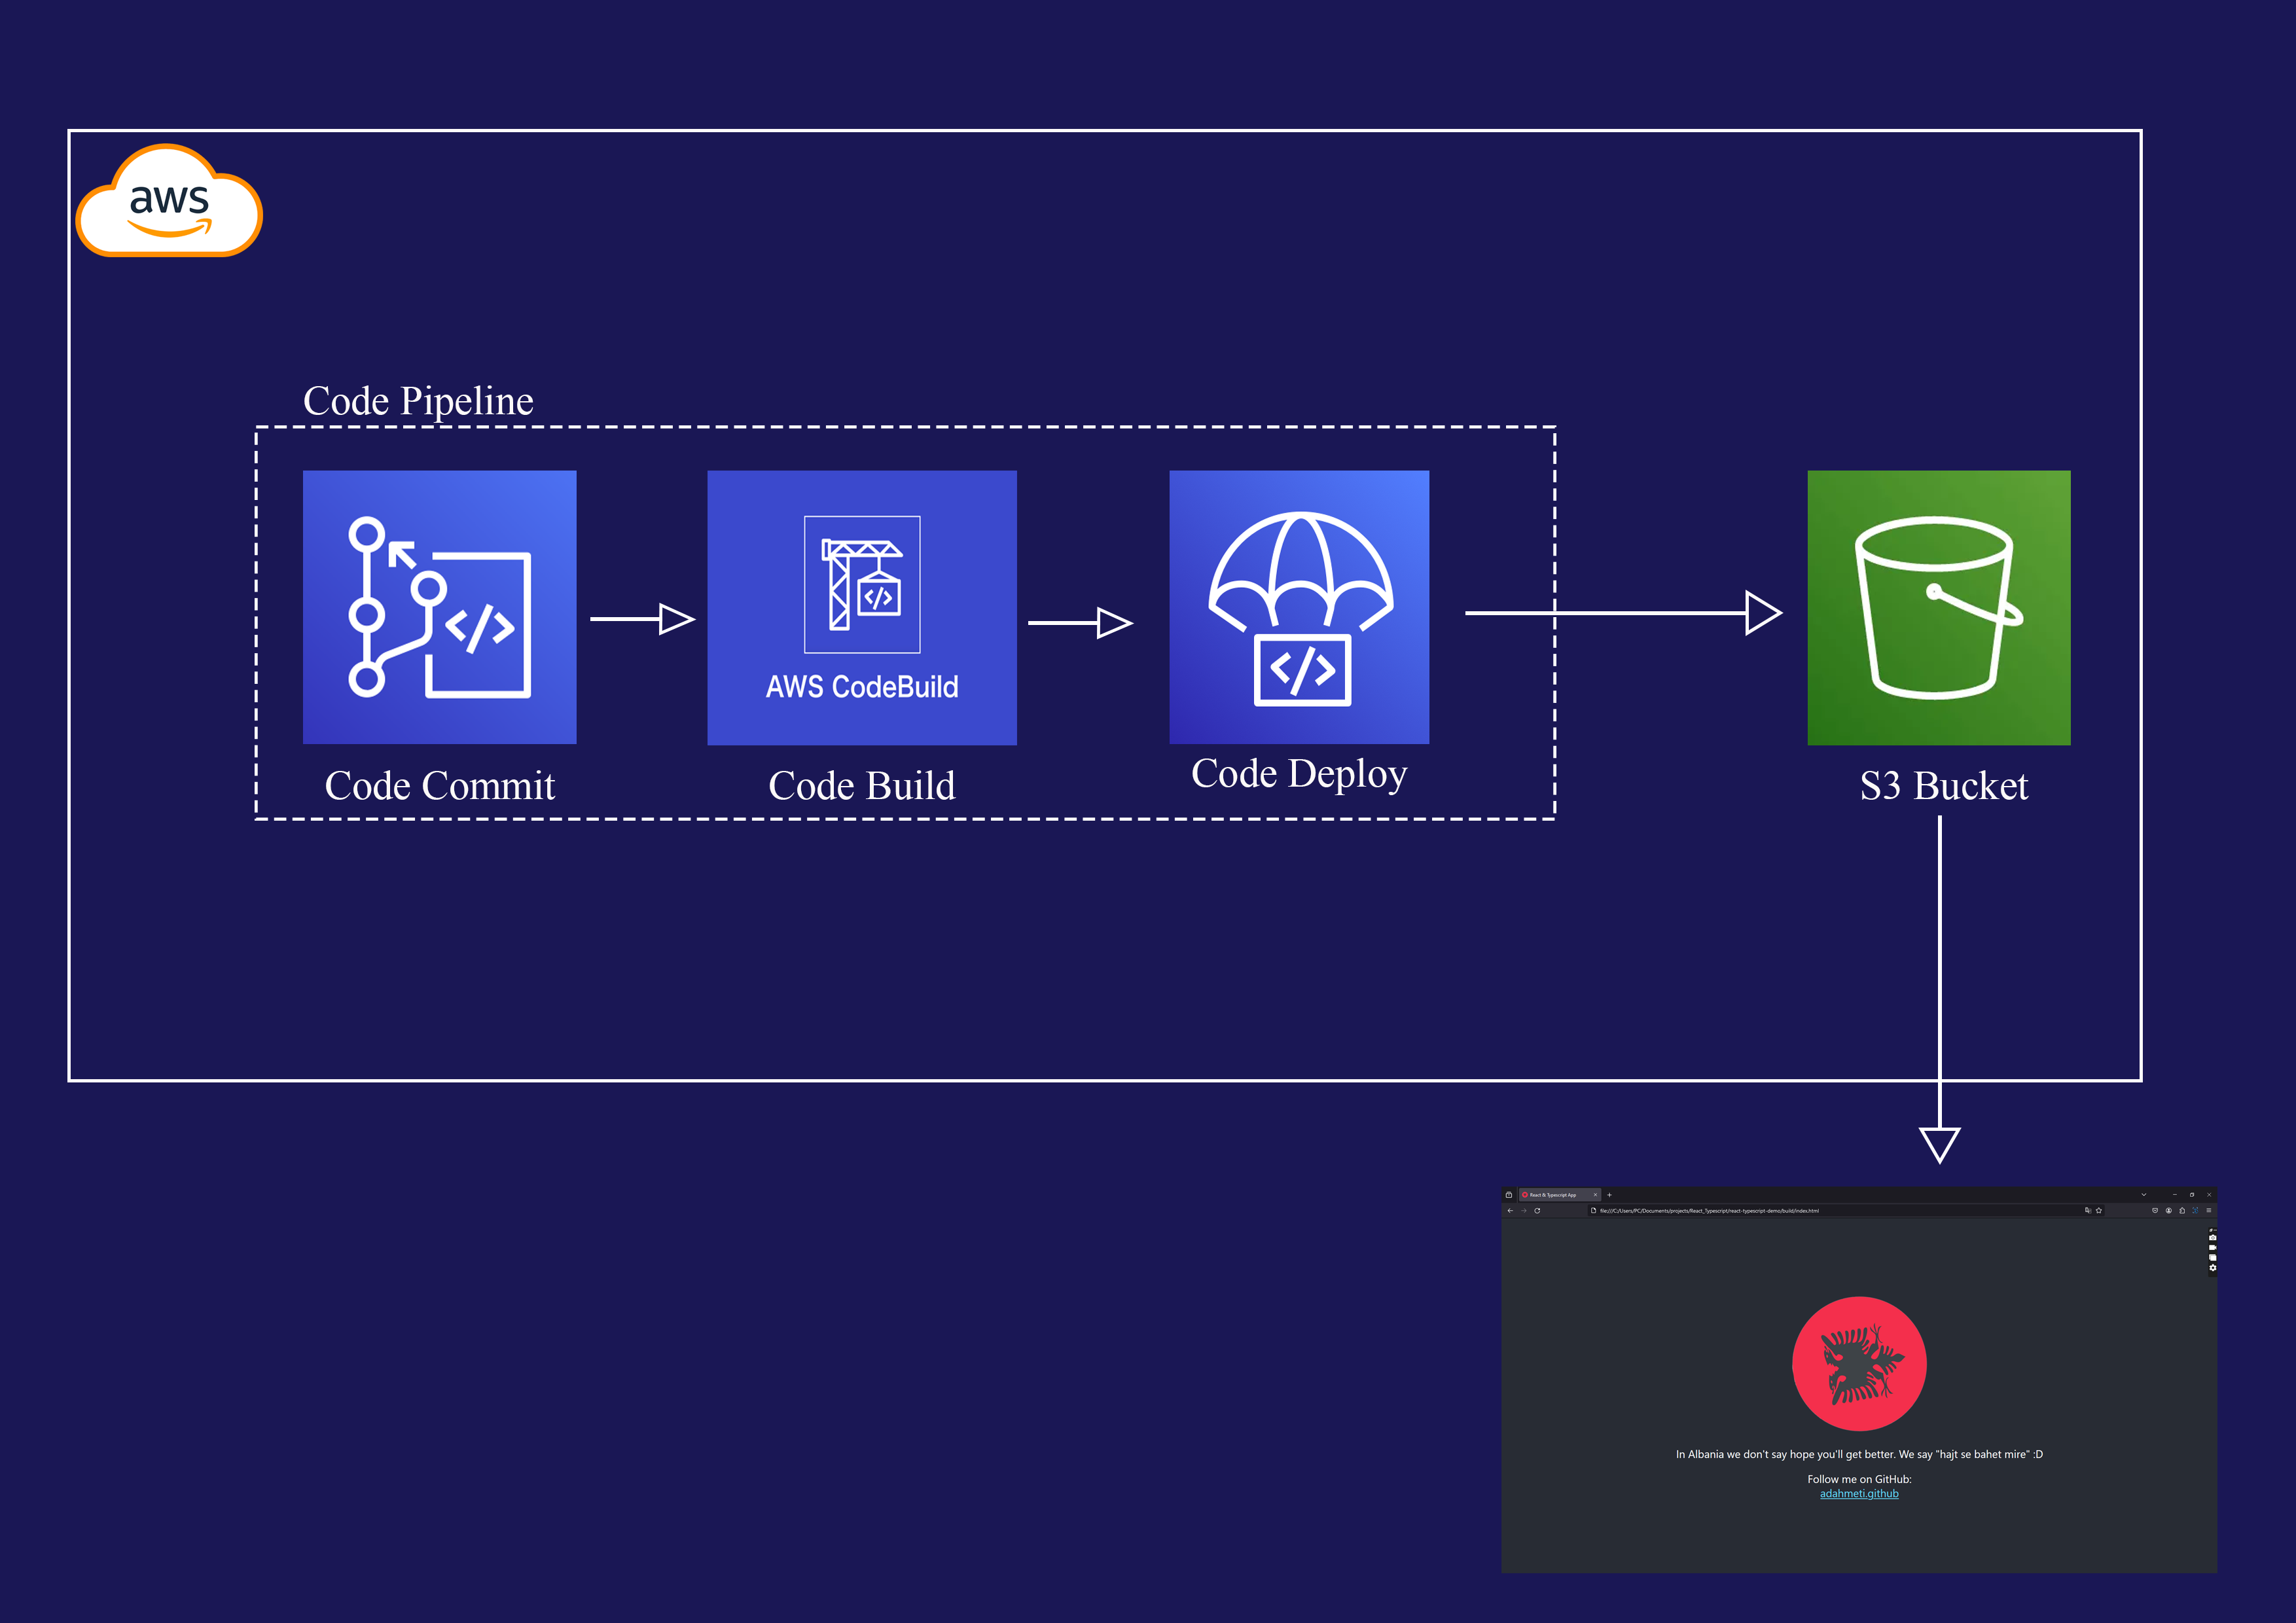 aws
Code Pipeline
AWS CodeBuild
Code Commit
Code Build
Code Deploy
S3 Bucket
React & Typescript App
file:///C:/Users/PC/Documents/projects/React_Typescript/react-typescript-demo/build/index.html
In Albania we don't say hope you'll get better. We say "hajt se bahet mire" :D
Follow me on GitHub:
adahmeti.github